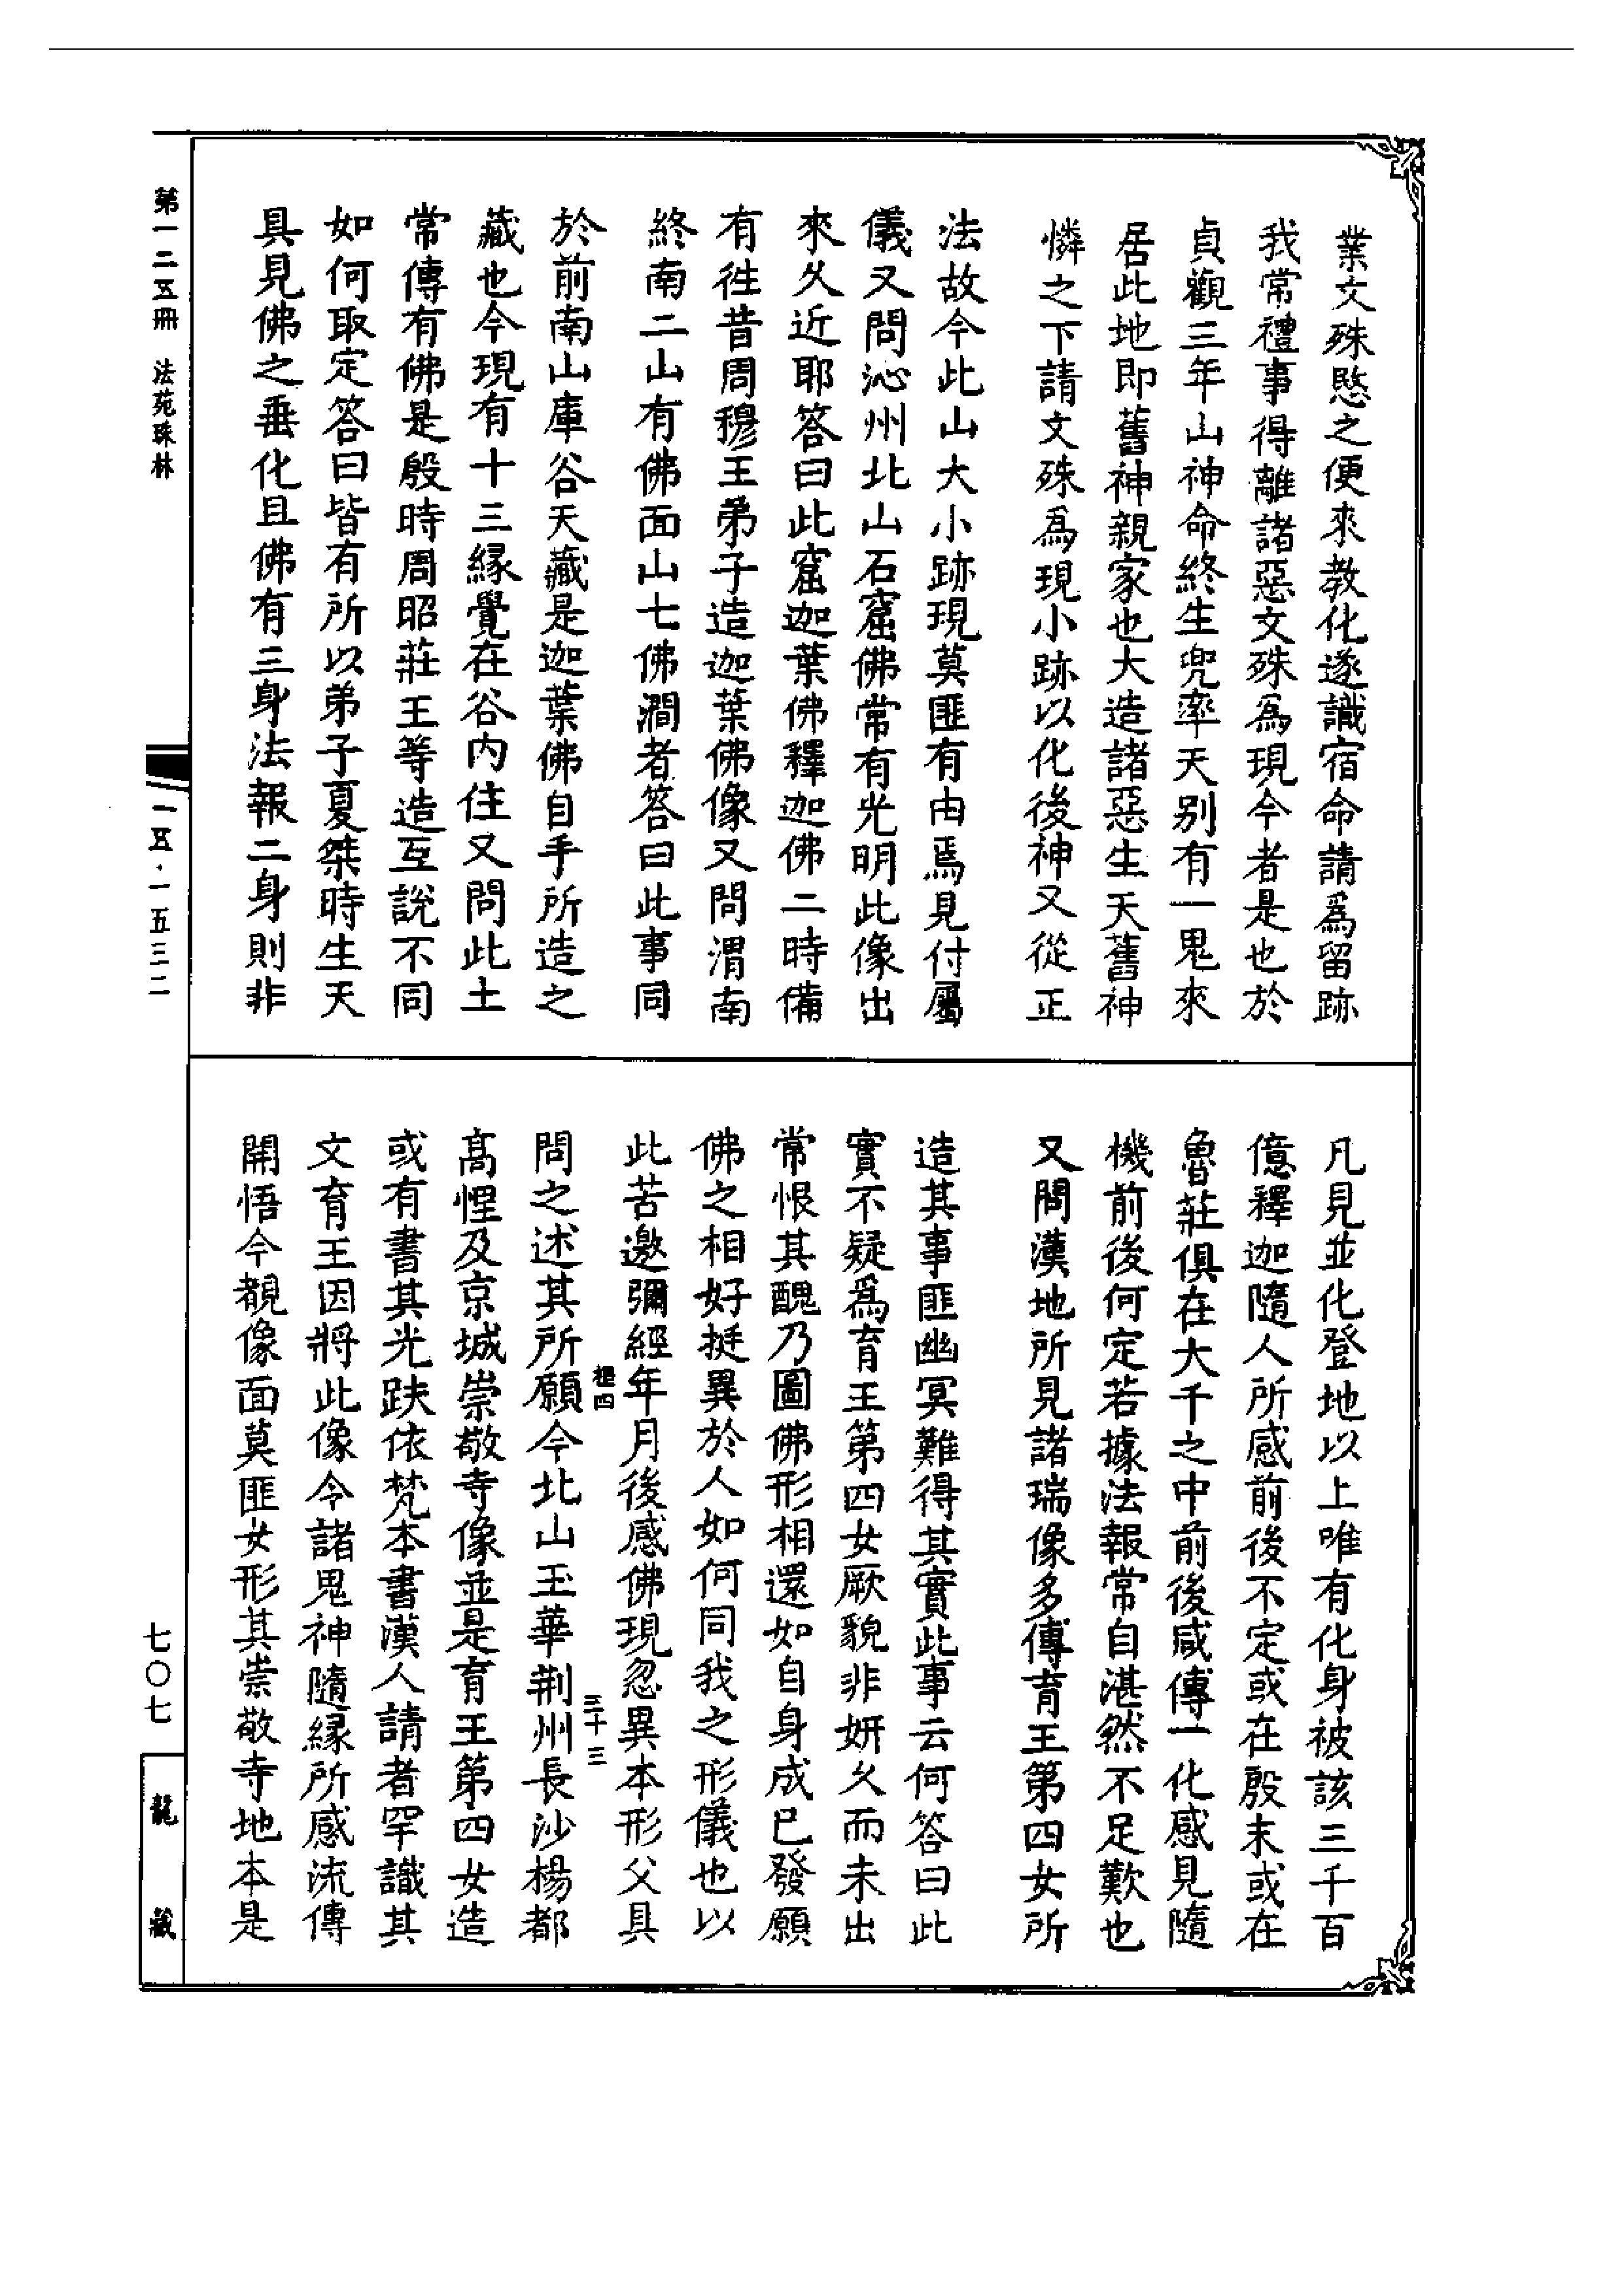 業文殊愍之便來教化遂識宿命請爲留跡
我常禮事得離諸惡文殊爲現今者是也於
貞觀三年山神命終生兜率天別有一鬼來
居此地即舊神親家也大造諸惡生天舊神
憐之下請文殊爲現小跡以化後神又從正
法故今此山大小跡現莫匪有由焉見付屬
儀又問沁州北山石窟佛常有光明此像出
來久近耶答曰此窟迦葉佛釋迦佛二時備
有徃昔周穆王弟子造迦葉佛像又問渭南
終南二山有佛面山七佛澗者答曰此事同
於前南山庫谷天藏是迦葉佛自手所造之
藏也今現有十三緣覺在谷内住又問此土
常傳有佛是殷時周昭莊王等造互說不同
如何取定答曰皆有所以弟子夏桀時生天
具見佛之垂化且佛有三身法報二身則非
凡見並化登地以上唯有化身被該三千百
億釋迦隨人所感前後不定或在殷末或在
魯莊俱在大千之中前後咸傳一化感見隨
機前後何定若據法報常自湛然不足歎也
又問漢地所見諸瑞像多傳育王第四女所
造其事匪幽冥難得其實此事云何答曰此
實不疑爲育王第四女厥貌非妍久而未出
常恨其醜乃圖佛形相還如自身成已發願
佛之相好挺異於人如何同我之形儀也以
此苦邀彌經年月後感佛現忽異本形父具
問之述其所願今北山玉華荆州長沙楊都
高悝及京城崇敬寺像並是育王第四女造
或有書其光趺依梵本書漢人請者罕識其
文育王因將此像令諸鬼神隨緣所感流傳
開悟今覩像面莫匪女形其崇敬寺地本是
三十三
第一二五冊 法苑珠林
一五·一五三二
七〇七
龍藏